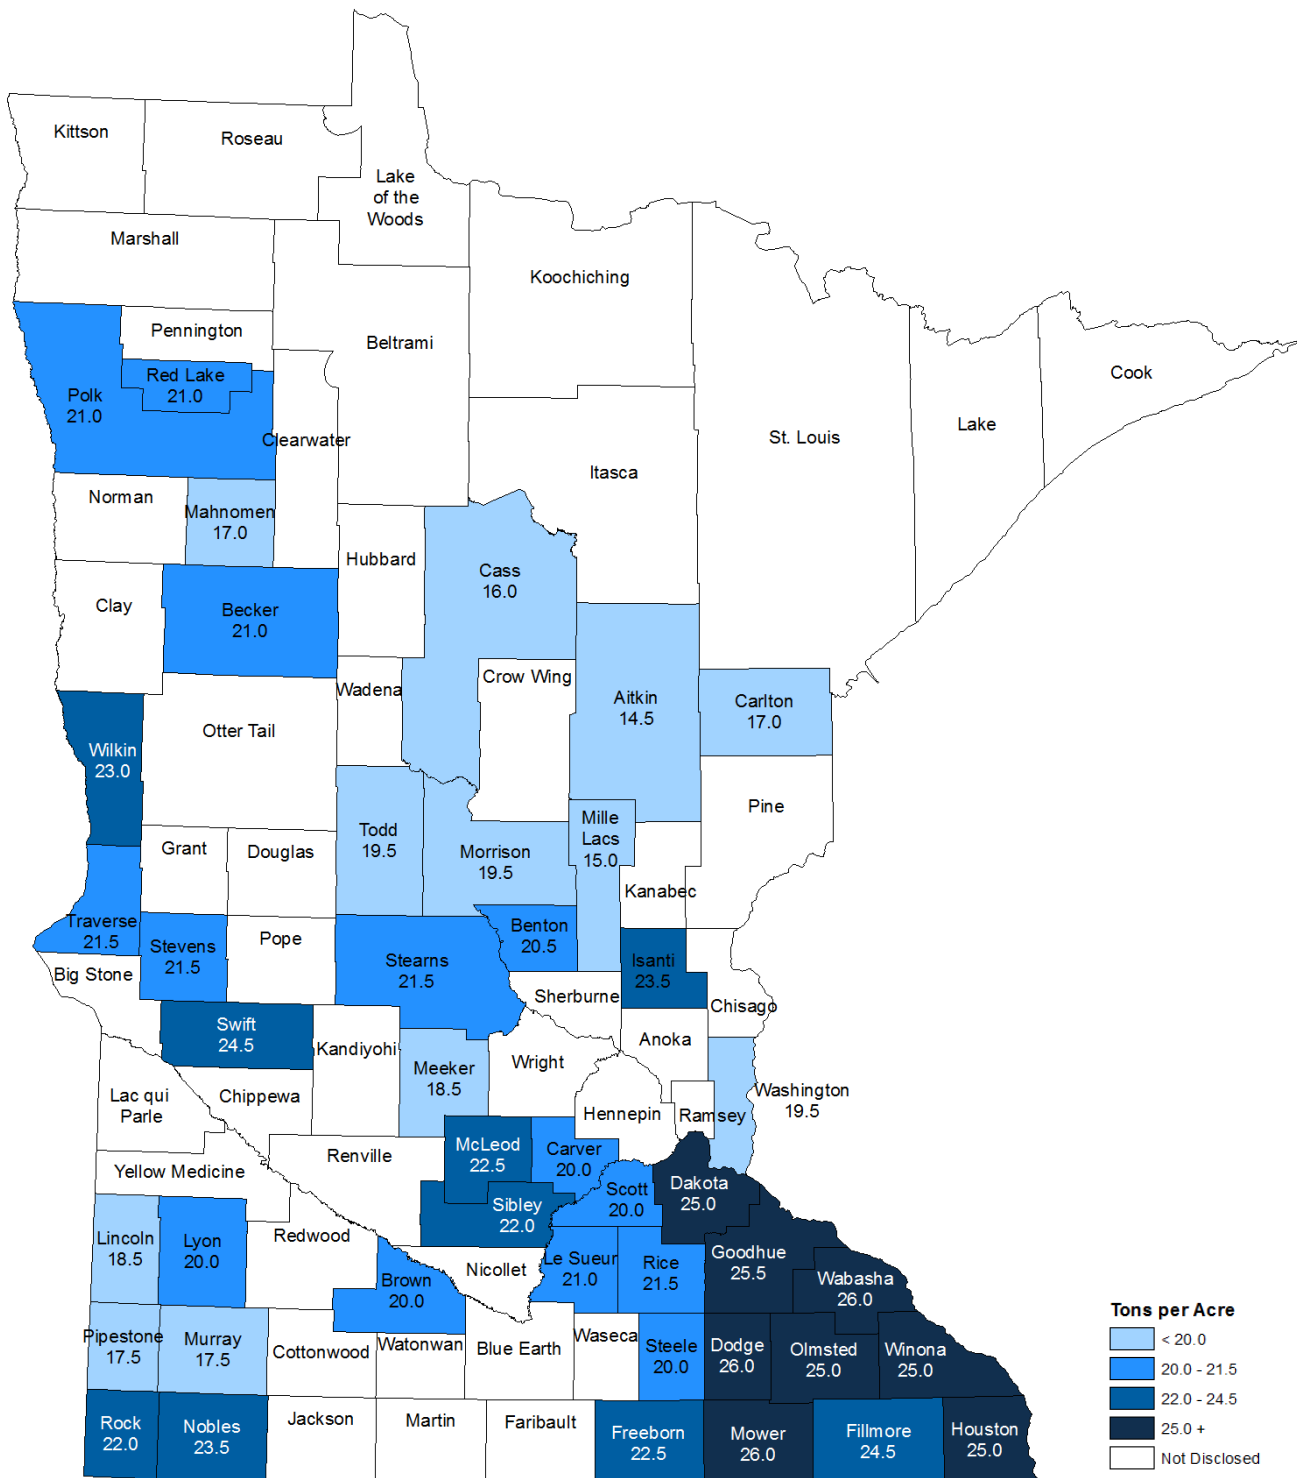 Kittson
Roseau
Lake
of the
Woods
Marshall
Koochiching
Pennington
Beltrami
Red Lake
21.0
Polk
21.0
Cook
Lake
St. Louis
Clearwater
Itasca
Norman
Mahnomen
17.0
Hubbard
Cass
16.0
Clay
Becker
21.0
Crow Wing
Wadena
Aitkin
14.5
Carlton
17.0
Otter Tail
Wilkin
23.0
Pine
Mille
Lacs
15.0
Todd
19.5
Morrison
19.5
Grant
Douglas
Kanabec
Traverse
21.5
Stevens
21.5
Pope
Benton
20.5
Stearns
21.5
Isanti
23.5
Big Stone
Sherburne
Chisago
Swift
24.5
Kandiyohi
Anoka
Wright
Meeker
18.5
Washington
19.5
Lac qui
Parle
Chippewa
Hennepin
Ramsey
McLeod
22.5
Carver
20.0
Renville
Yellow Medicine
Dakota
25.0
Scott
20.0
Sibley
22.0
Lincoln
18.5
Lyon
20.0
Redwood
Nicollet
Le Sueur
21.0
Rice
21.5
Goodhue
25.5
Wabasha
26.0
Brown
20.0
Pipestone
17.5
Murray
17.5
Cottonwood
Watonwan
Blue Earth
Waseca
Steele
20.0
Dodge
26.0
Olmsted
25.0
Winona
25.0
Rock
22.0
Nobles
23.5
Jackson
Martin
Faribault
Freeborn
22.5
Mower
26.0
Fillmore
24.5
Houston
25.0
Tons per Acre
< 20.0
20.0 - 21.5
22.0 - 24.5
25.0 +
Not Disclosed